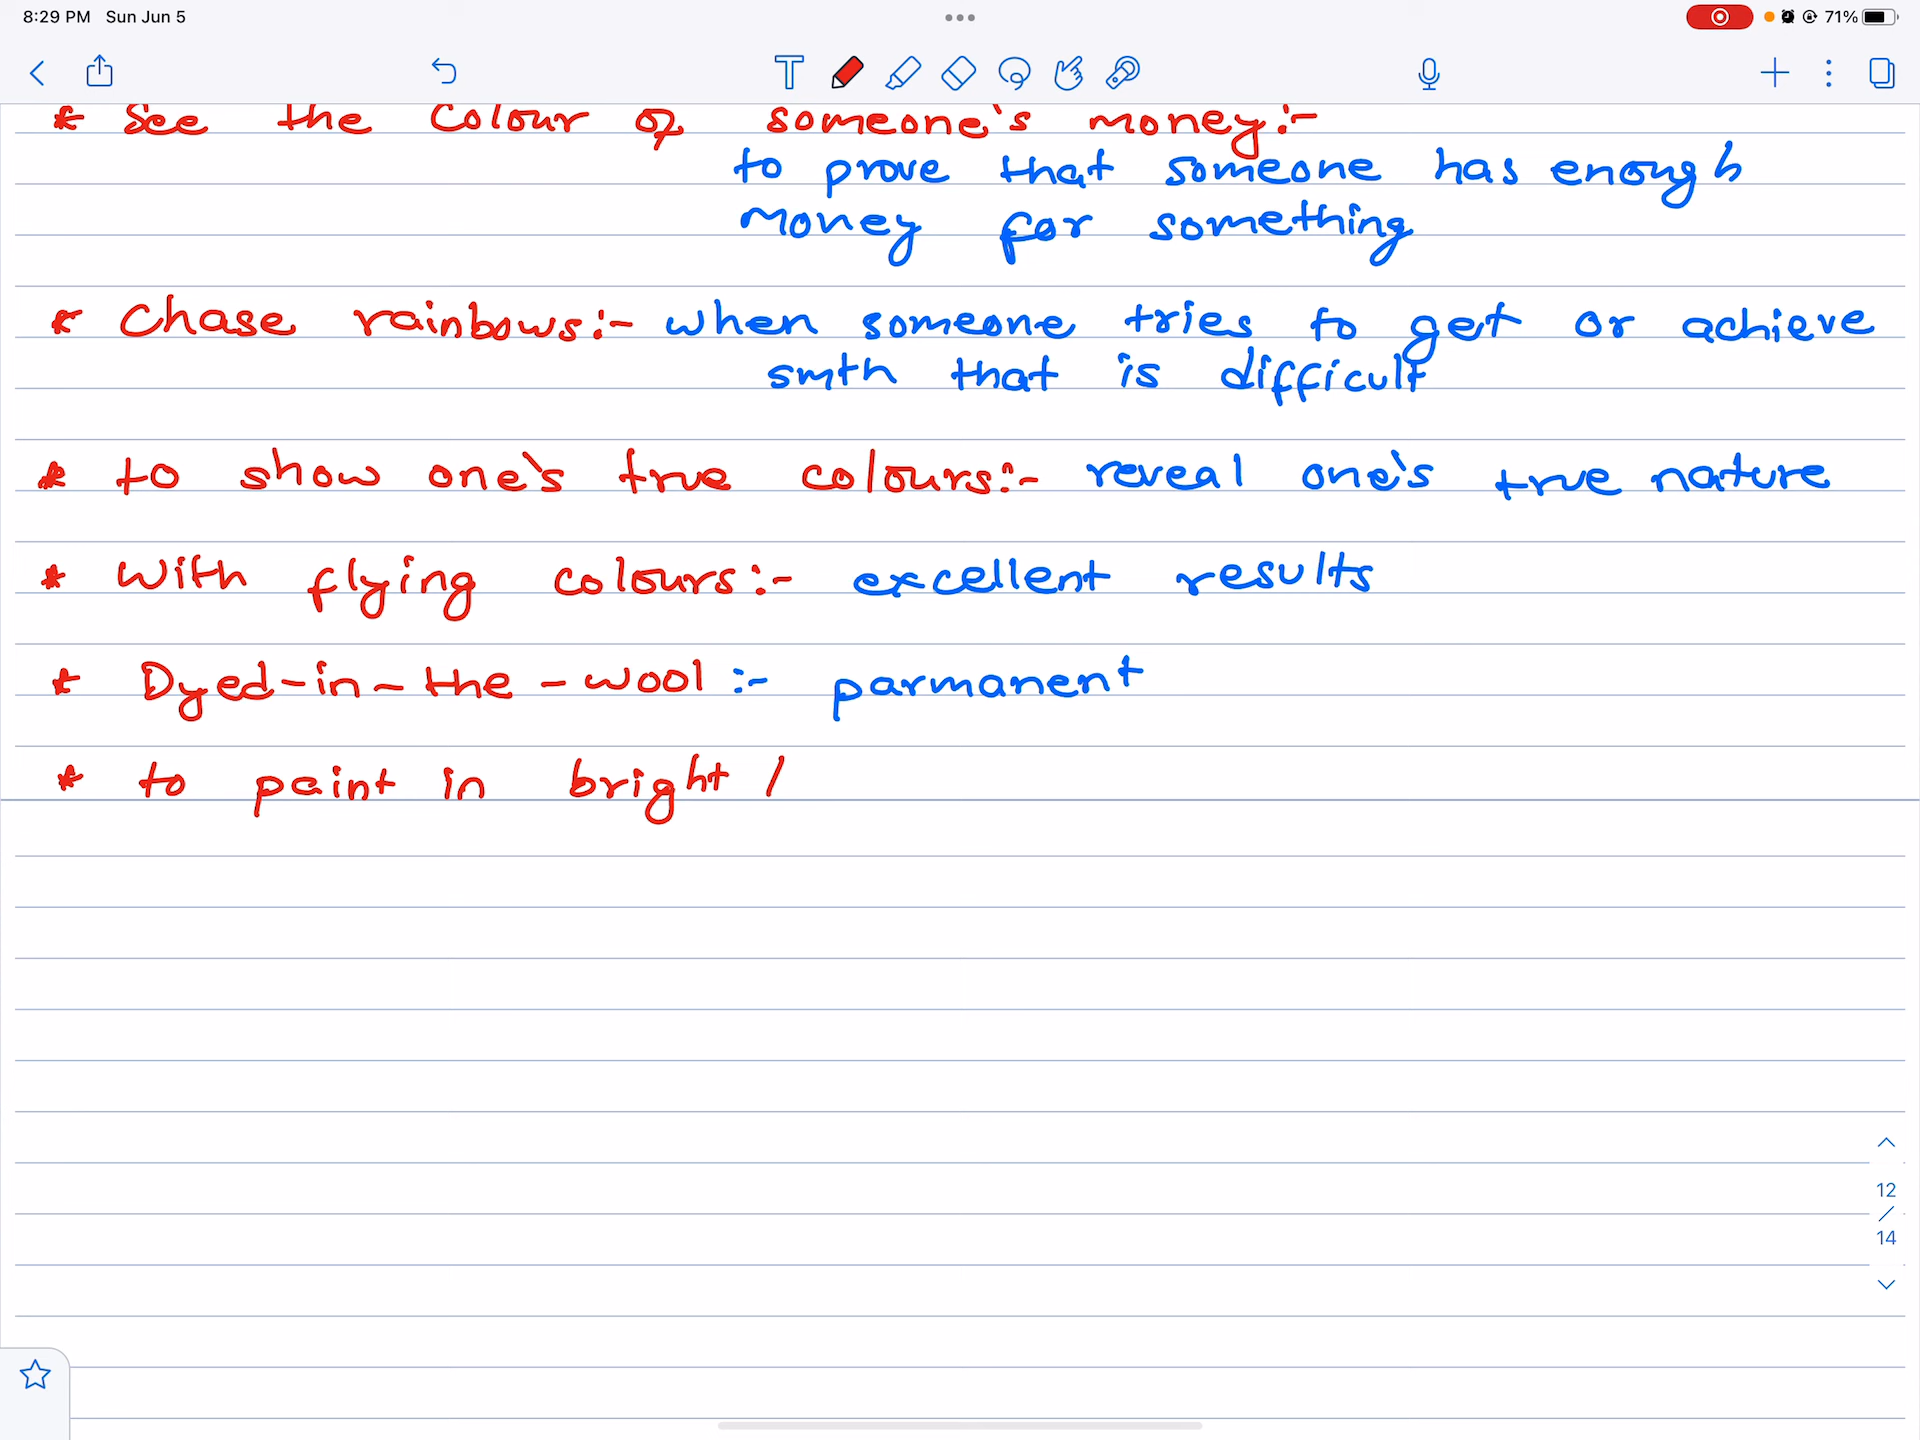 8:29 PM Sun Jun 5
71%
* See the Colour of someone's money:-
to prove that someone has enough
money for something
* Chase rainbows:- when someone tries to get or achieve
smth that is difficult
* to show one's true colours:- reveal one's true nature
* With flying colours:- excellent results
* Dyed-in-the-wool :- parmanent
* to paint in bright /
12
/
14